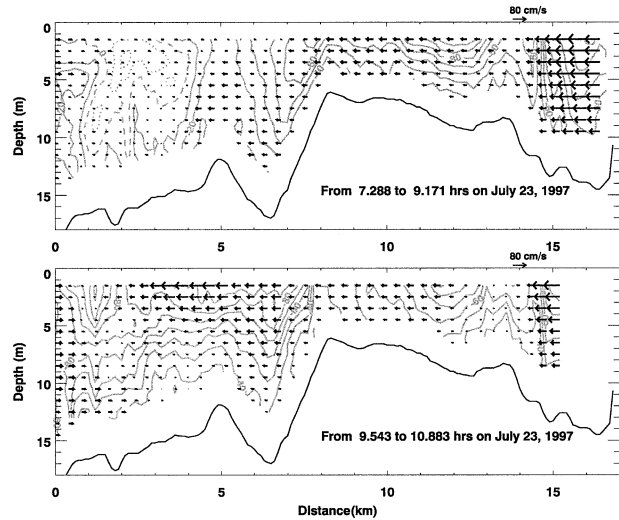 80 cm/s
0
5
10
15
Depth (m)
From 7.288 to 9.171 hrs on July 23, 1997
0 5 10 15
80 cm/s
0
5
10
15
Depth (m)
From 9.543 to 10.883 hrs on July 23, 1997
0 5 10 15
Distance(km)